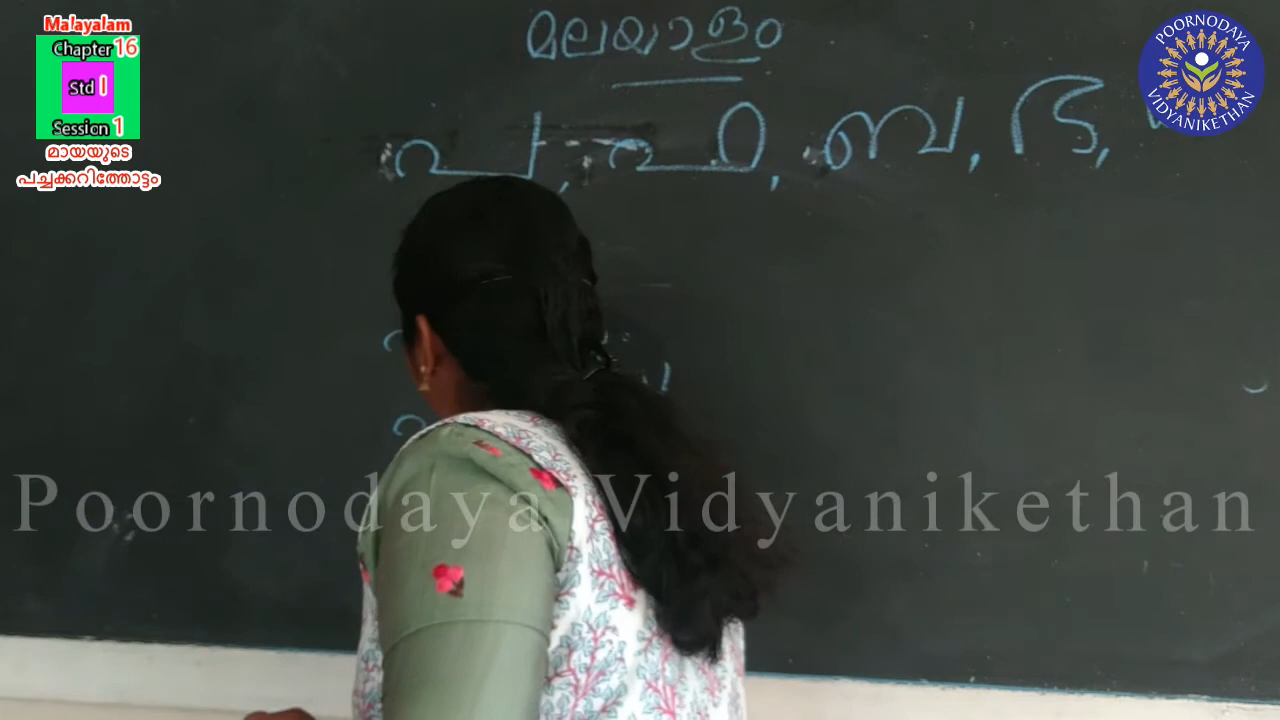 Malayalam
Chapter 16
Std I
Session 1
മായയുടെ
പച്ചക്കറിത്തോട്ടം
മലയാളം
പ, ഫ, ബ, ഭ,
POORNODAYA
VIDYANIKETHAN
Poornodaya Vidyanikethan